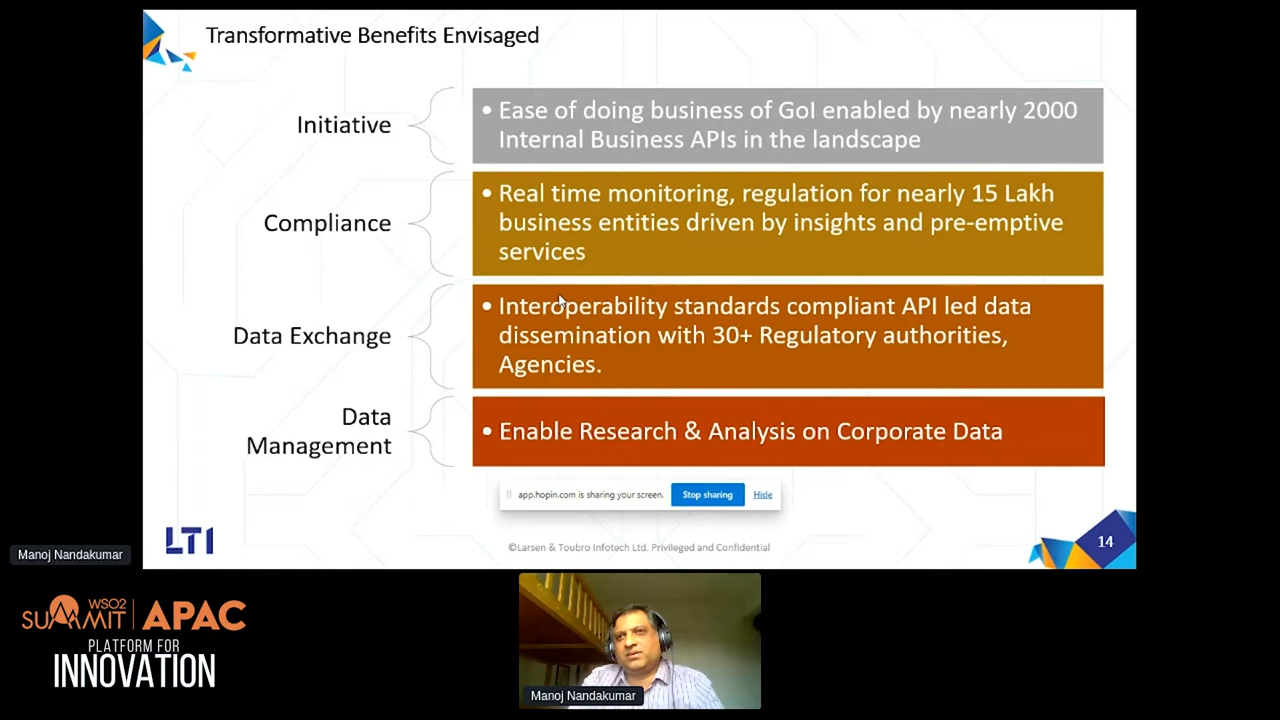 Transformative Benefits Envisaged
Initiative
• Ease of doing business of GoI enabled by nearly 2000
Internal Business APIs in the landscape
Compliance
• Real time monitoring, regulation for nearly 15 Lakh
business entities driven by insights and pre-emptive
services
Data Exchange
• Interoperability standards compliant API led data
dissemination with 30+ Regulatory authorities,
Agencies.
Data
Management
• Enable Research & Analysis on Corporate Data
app.hopin.com is sharing your screen.
Stop sharing
Hide
LTI
©Larsen & Toubro Infotech Ltd. Privileged and Confidential
14
Manoj Nandakumar
WSO2
SUMMIT APAC
PLATFORM FOR
INNOVATION
Manoj Nandakumar